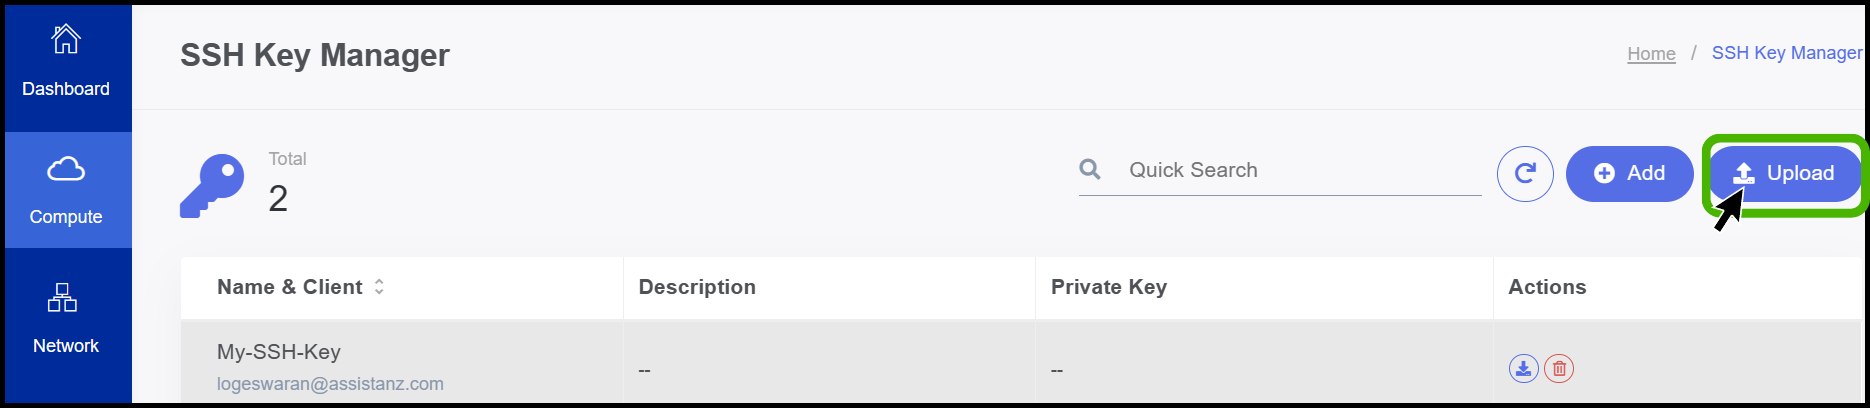 Dashboard
Compute
Network
SSH Key Manager
Home / SSH Key Manager
Total
2
Quick Search
Add
Upload
Name & Client Description Private Key Actions
My-SSH-Key
logeswaran@assistanz.com
-- --